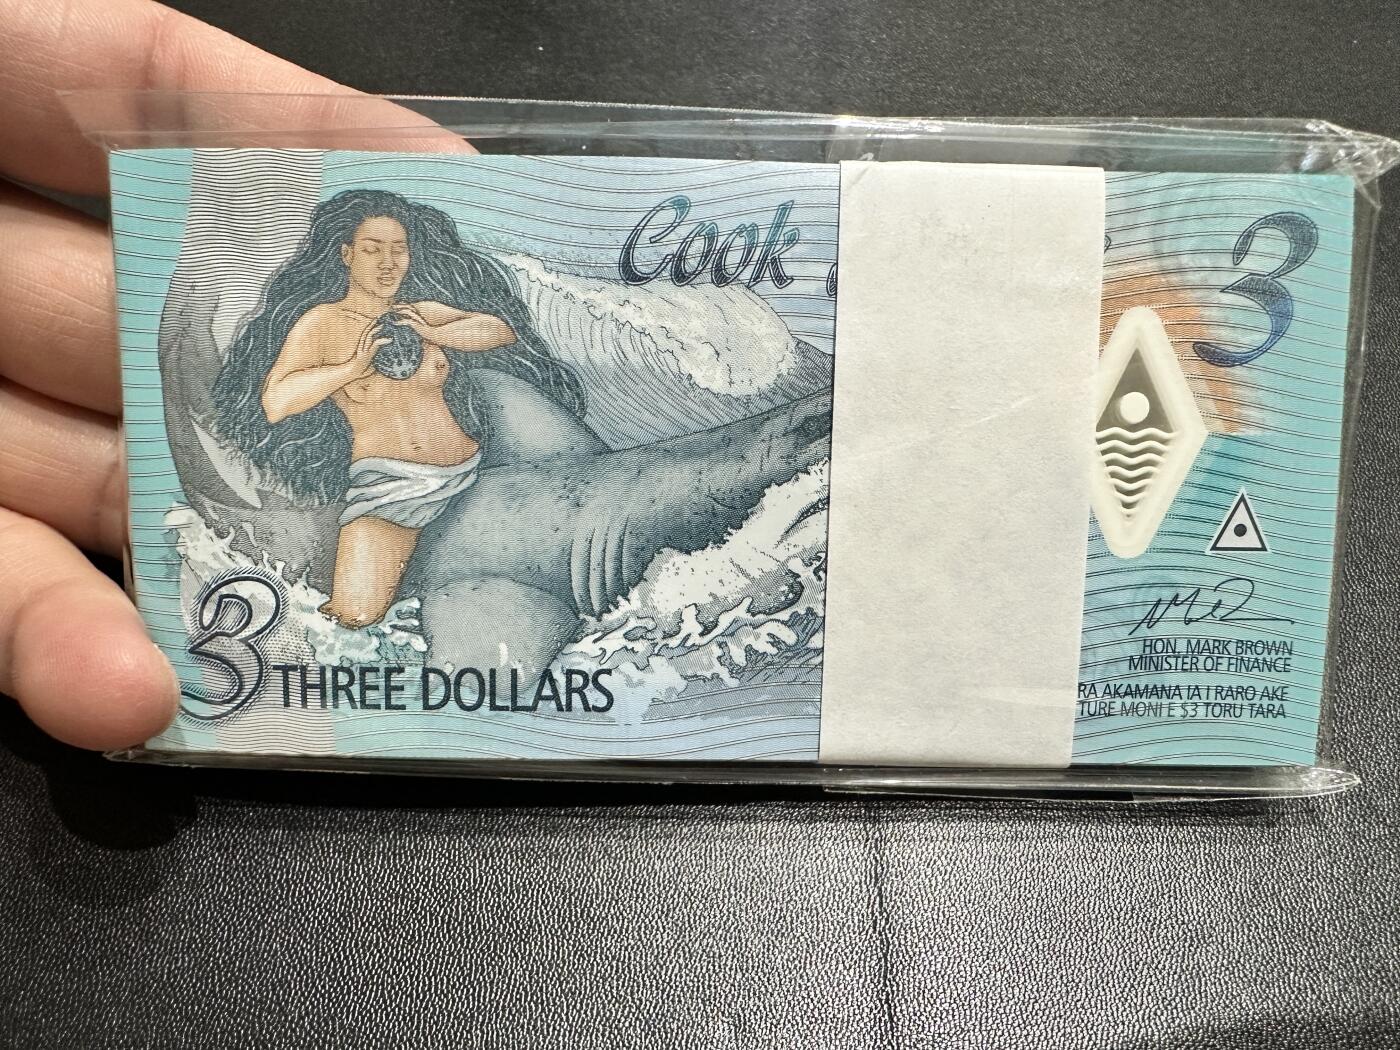 Cook
3
3 THREE DOLLARS
HON. MARK BROWN
MINISTER OF FINANCE
RA AKAMANA IA I RARO AKE
TURE MONI E $3 TORU TARA